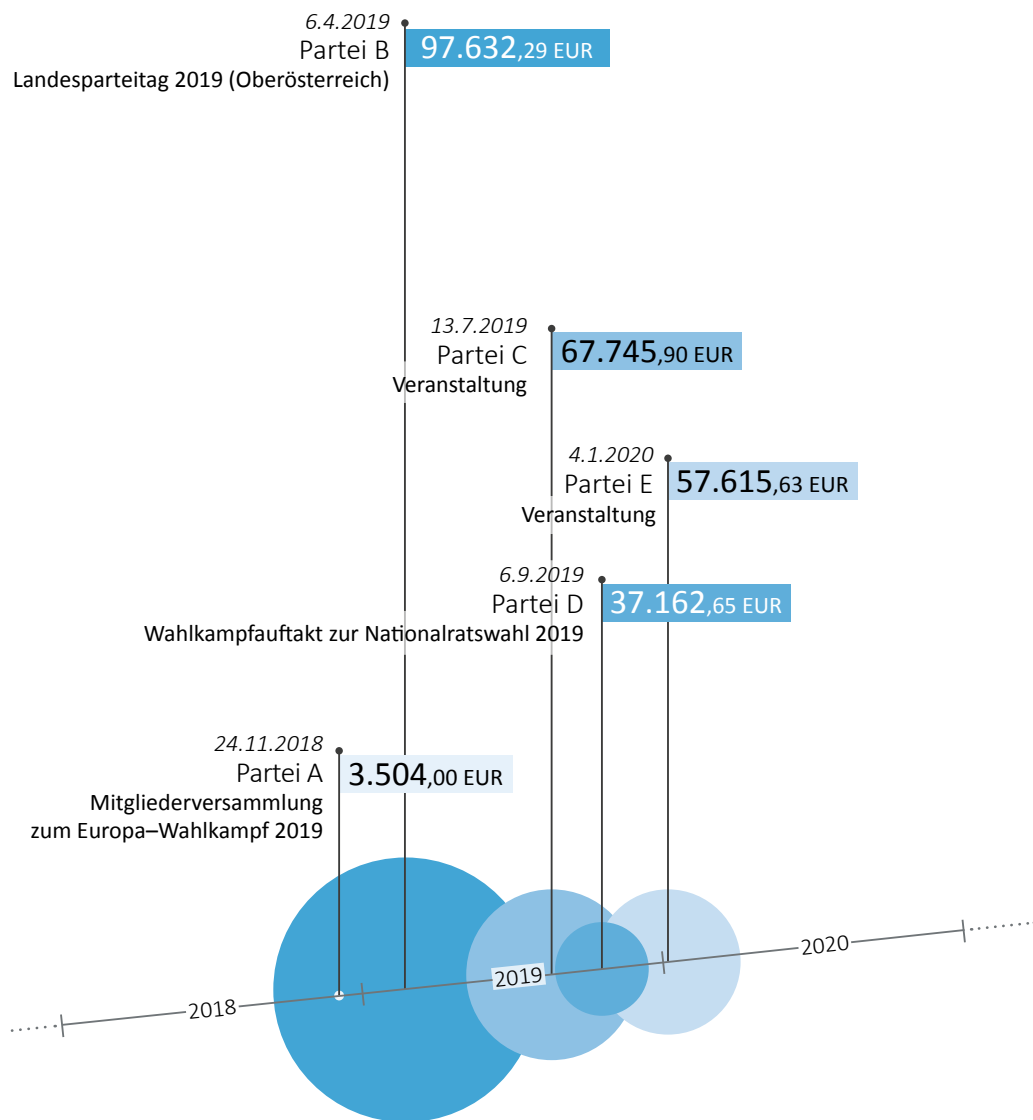 6.4.2019
Partei B
97.632,29 EUR
Landesparteitag 2019 (Oberösterreich)
13.7.2019
Partei C
67.745,90 EUR
Veranstaltung
4.1.2020
Partei E
57.615,63 EUR
Veranstaltung
6.9.2019
Partei D
37.162,65 EUR
Wahlkampfauftakt zur Nationalratswahl 2019
24.11.2018
Partei A
3.504,00 EUR
Mitgliederversammlung
zum Europa–Wahlkampf 2019
2018
2019
2020